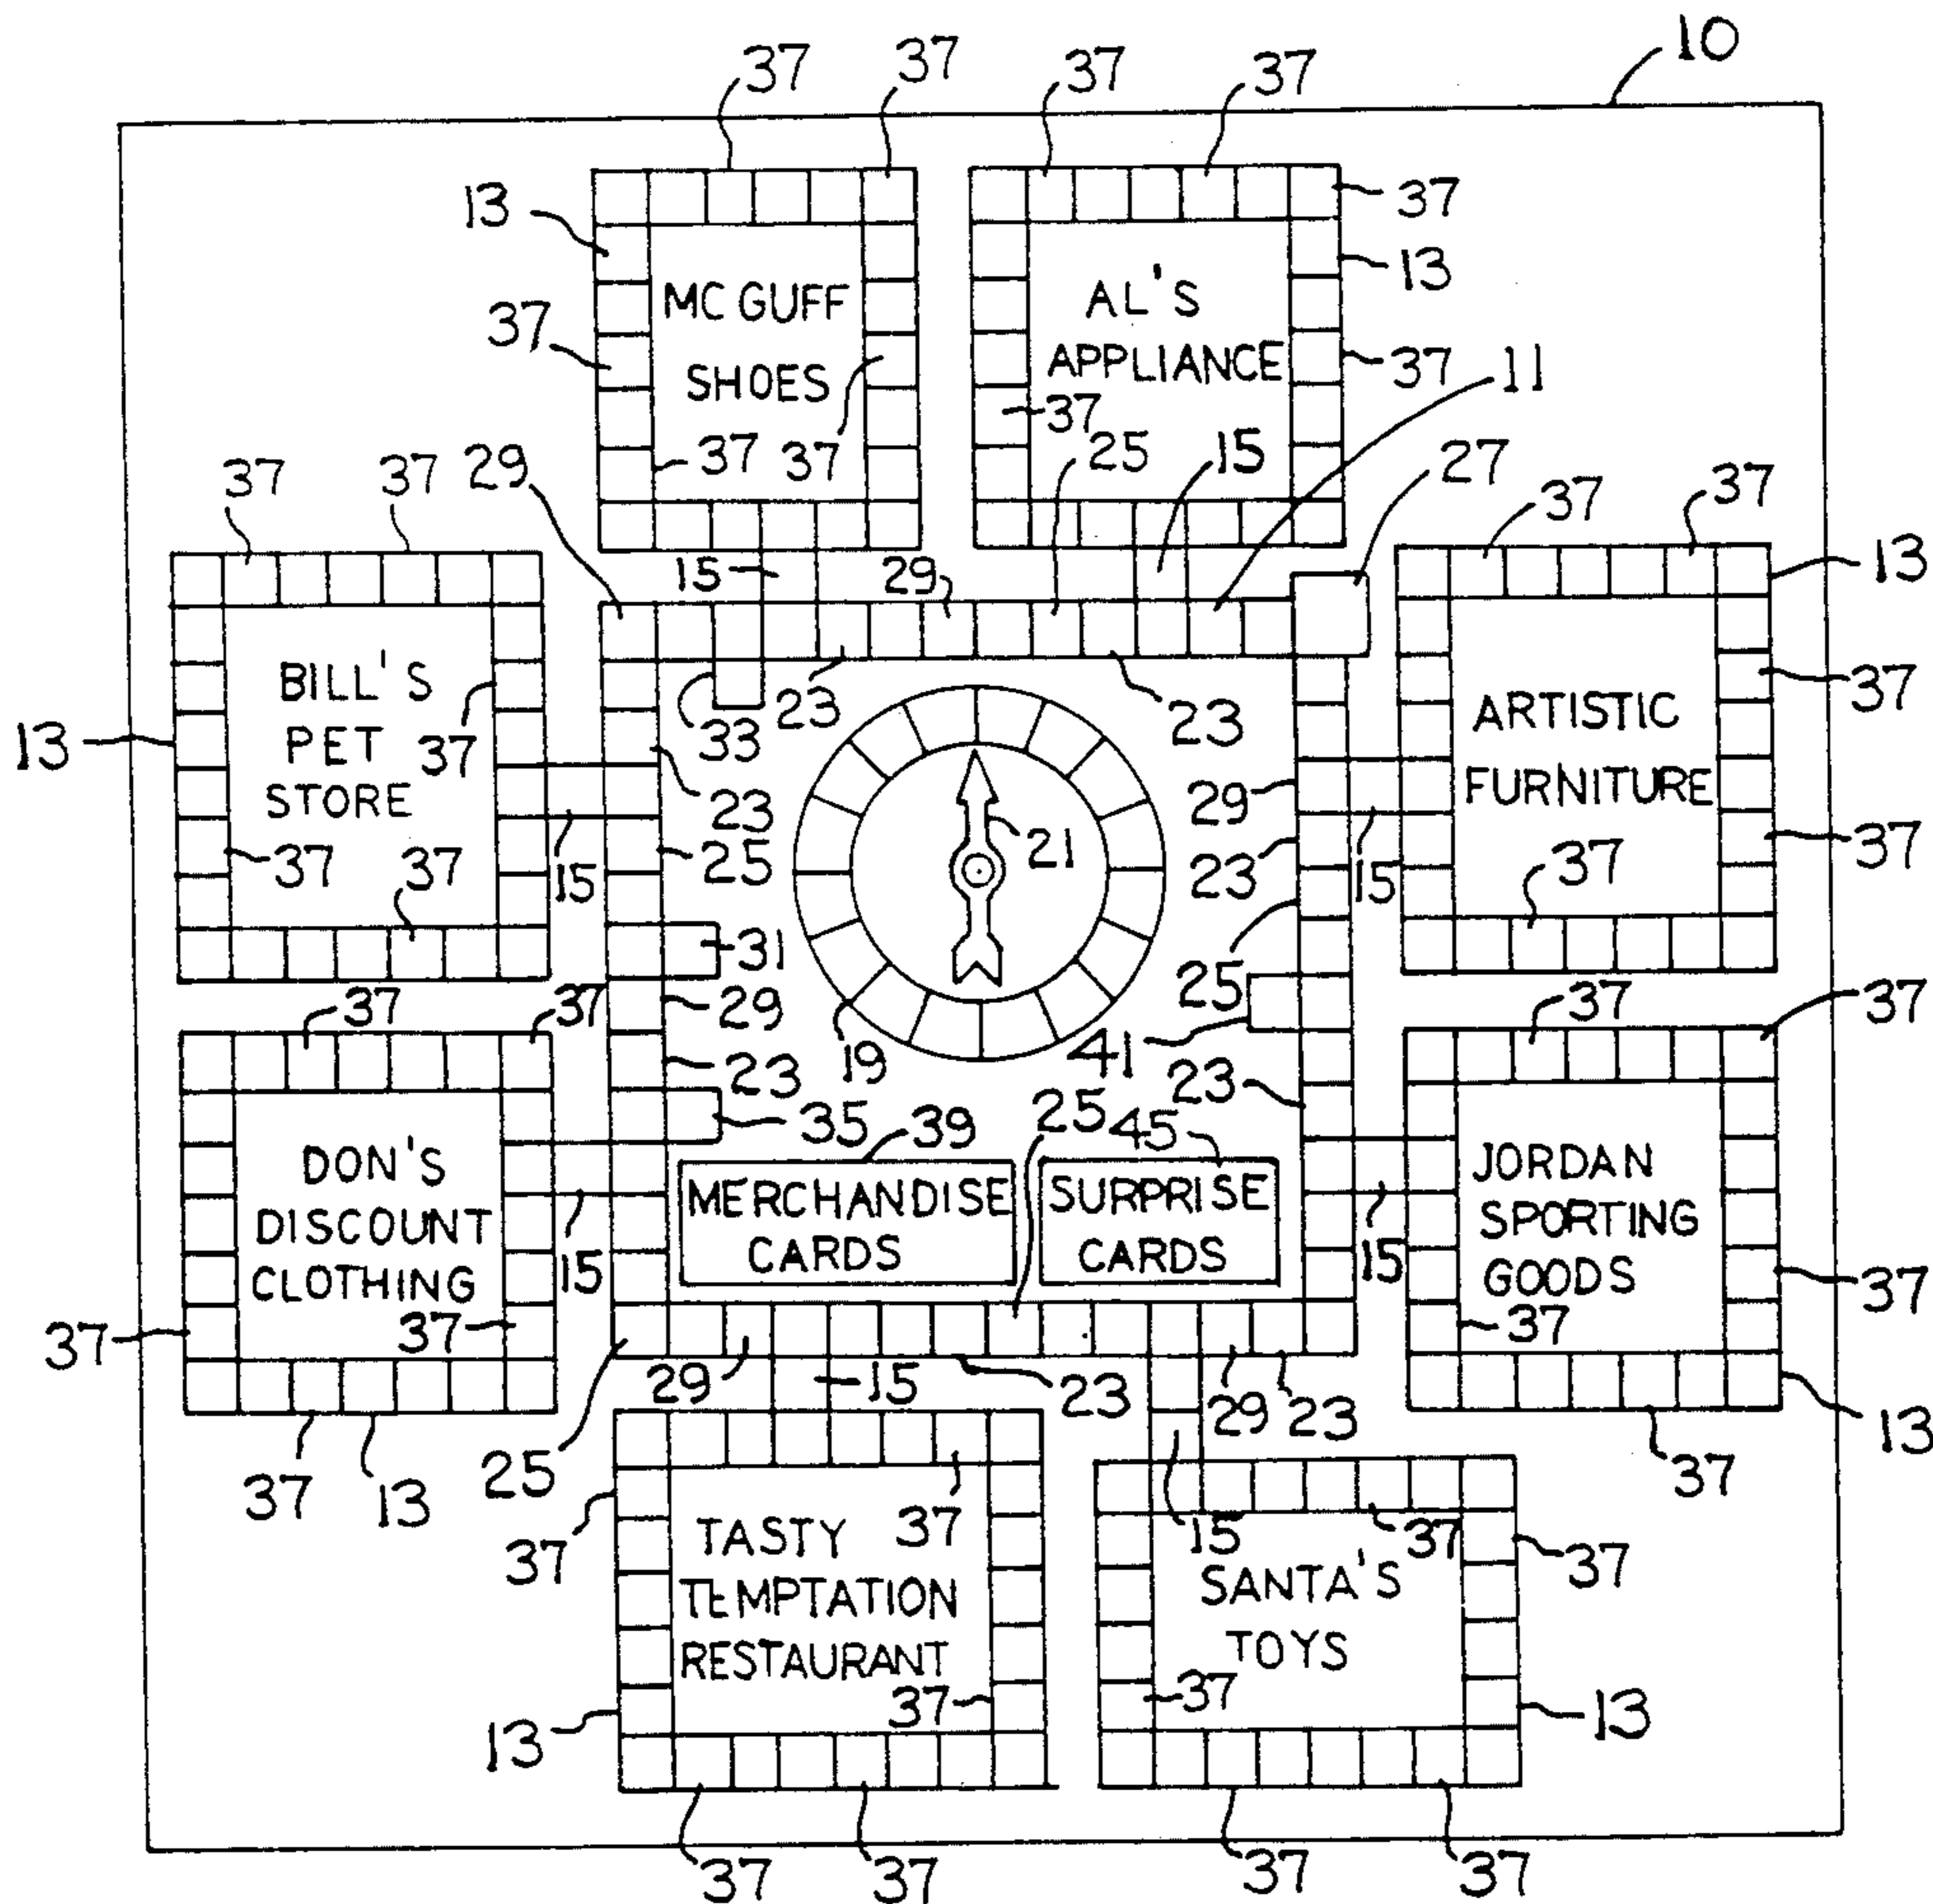 10
37 37 37 37
13 37
13
MC GUFF
SHOES
AL'S
APPLIANCE
37 37 37 37
11
37 37 29 37 37 25 15 27
37 37
13
15 29
BILL'S
PET
STORE
37
37
13
33 23 23
23
25
15
37 37
31
29
23
35
21
19
ARTISTIC
FURNITURE
37
37
29
23
15
37
25
25
41
23
37 37
37 37
DON'S
DISCOUNT
CLOTHING
15
37 37
37 13
39
MERCHANDISE
CARDS
25
45
SURPRISE
CARDS
JORDAN
SPORTING
GOODS
15
37
37
13
37
25 29 15 23 29 23
37
37
TASTY
TEMPTATION
RESTAURANT
37
13
37 37
15 37
37
SANTA'S
TOYS
37
13
37 37